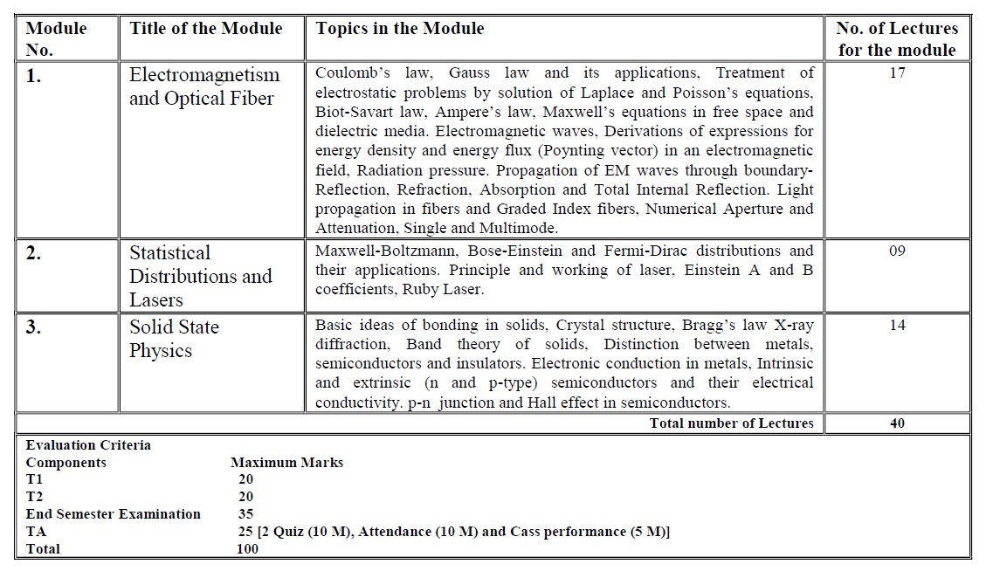 Module No. Title of the Module Topics in the Module No. of Lectures for the module
1. Electromagnetism and Optical Fiber
Coulomb's law, Gauss law and its applications, Treatment of
electrostatic problems by solution of Laplace and Poisson's equations,
Biot-Savart law, Ampere's law, Maxwell's equations in free space and
dielectric media. Electromagnetic waves, Derivations of expressions for
energy density and energy flux (Poynting vector) in an electromagnetic
field, Radiation pressure. Propagation of EM waves through boundary-
Reflection, Refraction, Absorption and Total Internal Reflection. Light
propagation in fibers and Graded Index fibers, Numerical Aperture and
Attenuation, Single and Multimode.
17
2. Statistical Distributions and Lasers
Maxwell-Boltzmann, Bose-Einstein and Fermi-Dirac distributions and
their applications. Principle and working of laser, Einstein A and B
coefficients, Ruby Laser.
09
3. Solid State Physics
Basic ideas of bonding in solids, Crystal structure, Bragg's law X-ray
diffraction, Band theory of solids, Distinction between metals,
semiconductors and insulators. Electronic conduction in metals, Intrinsic
and extrinsic (n and p-type) semiconductors and their electrical
conductivity. p-n junction and Hall effect in semiconductors.
14
Total number of Lectures 40
Evaluation Criteria
Components Maximum Marks
T1 20
T2 20
End Semester Examination 35
TA 25 [2 Quiz (10 M), Attendance (10 M) and Cass performance (5 M)]
Total 100